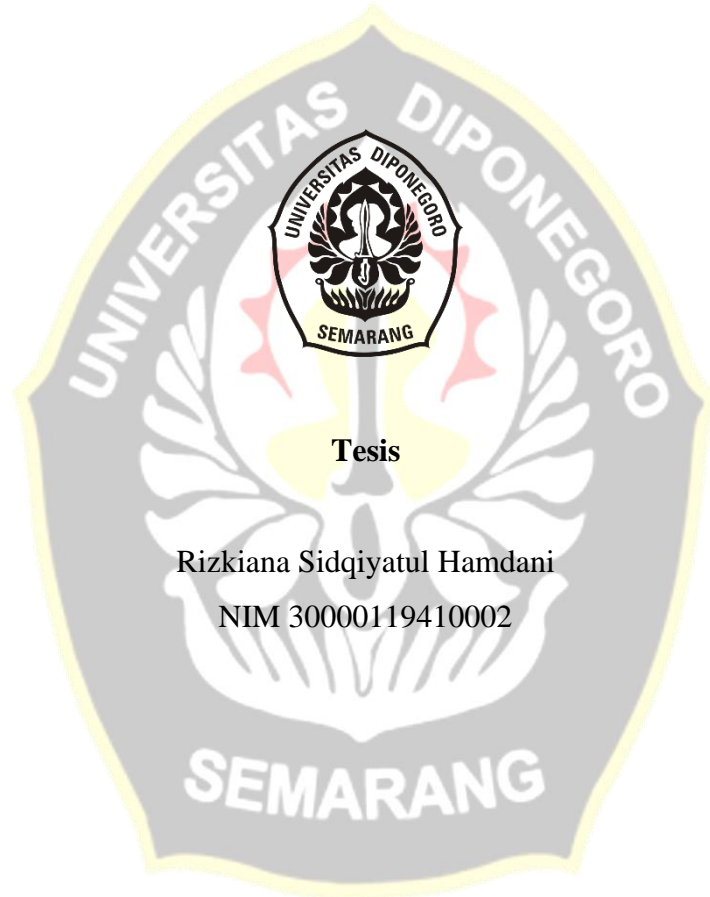 UNIVERSITAS DIPONEGORO
UNIVERSITAS DIPONEGORO
SEMARANG
Tesis
Rizkiana Sidqiyatul Hamdani
NIM 30000119410002
SEMARANG